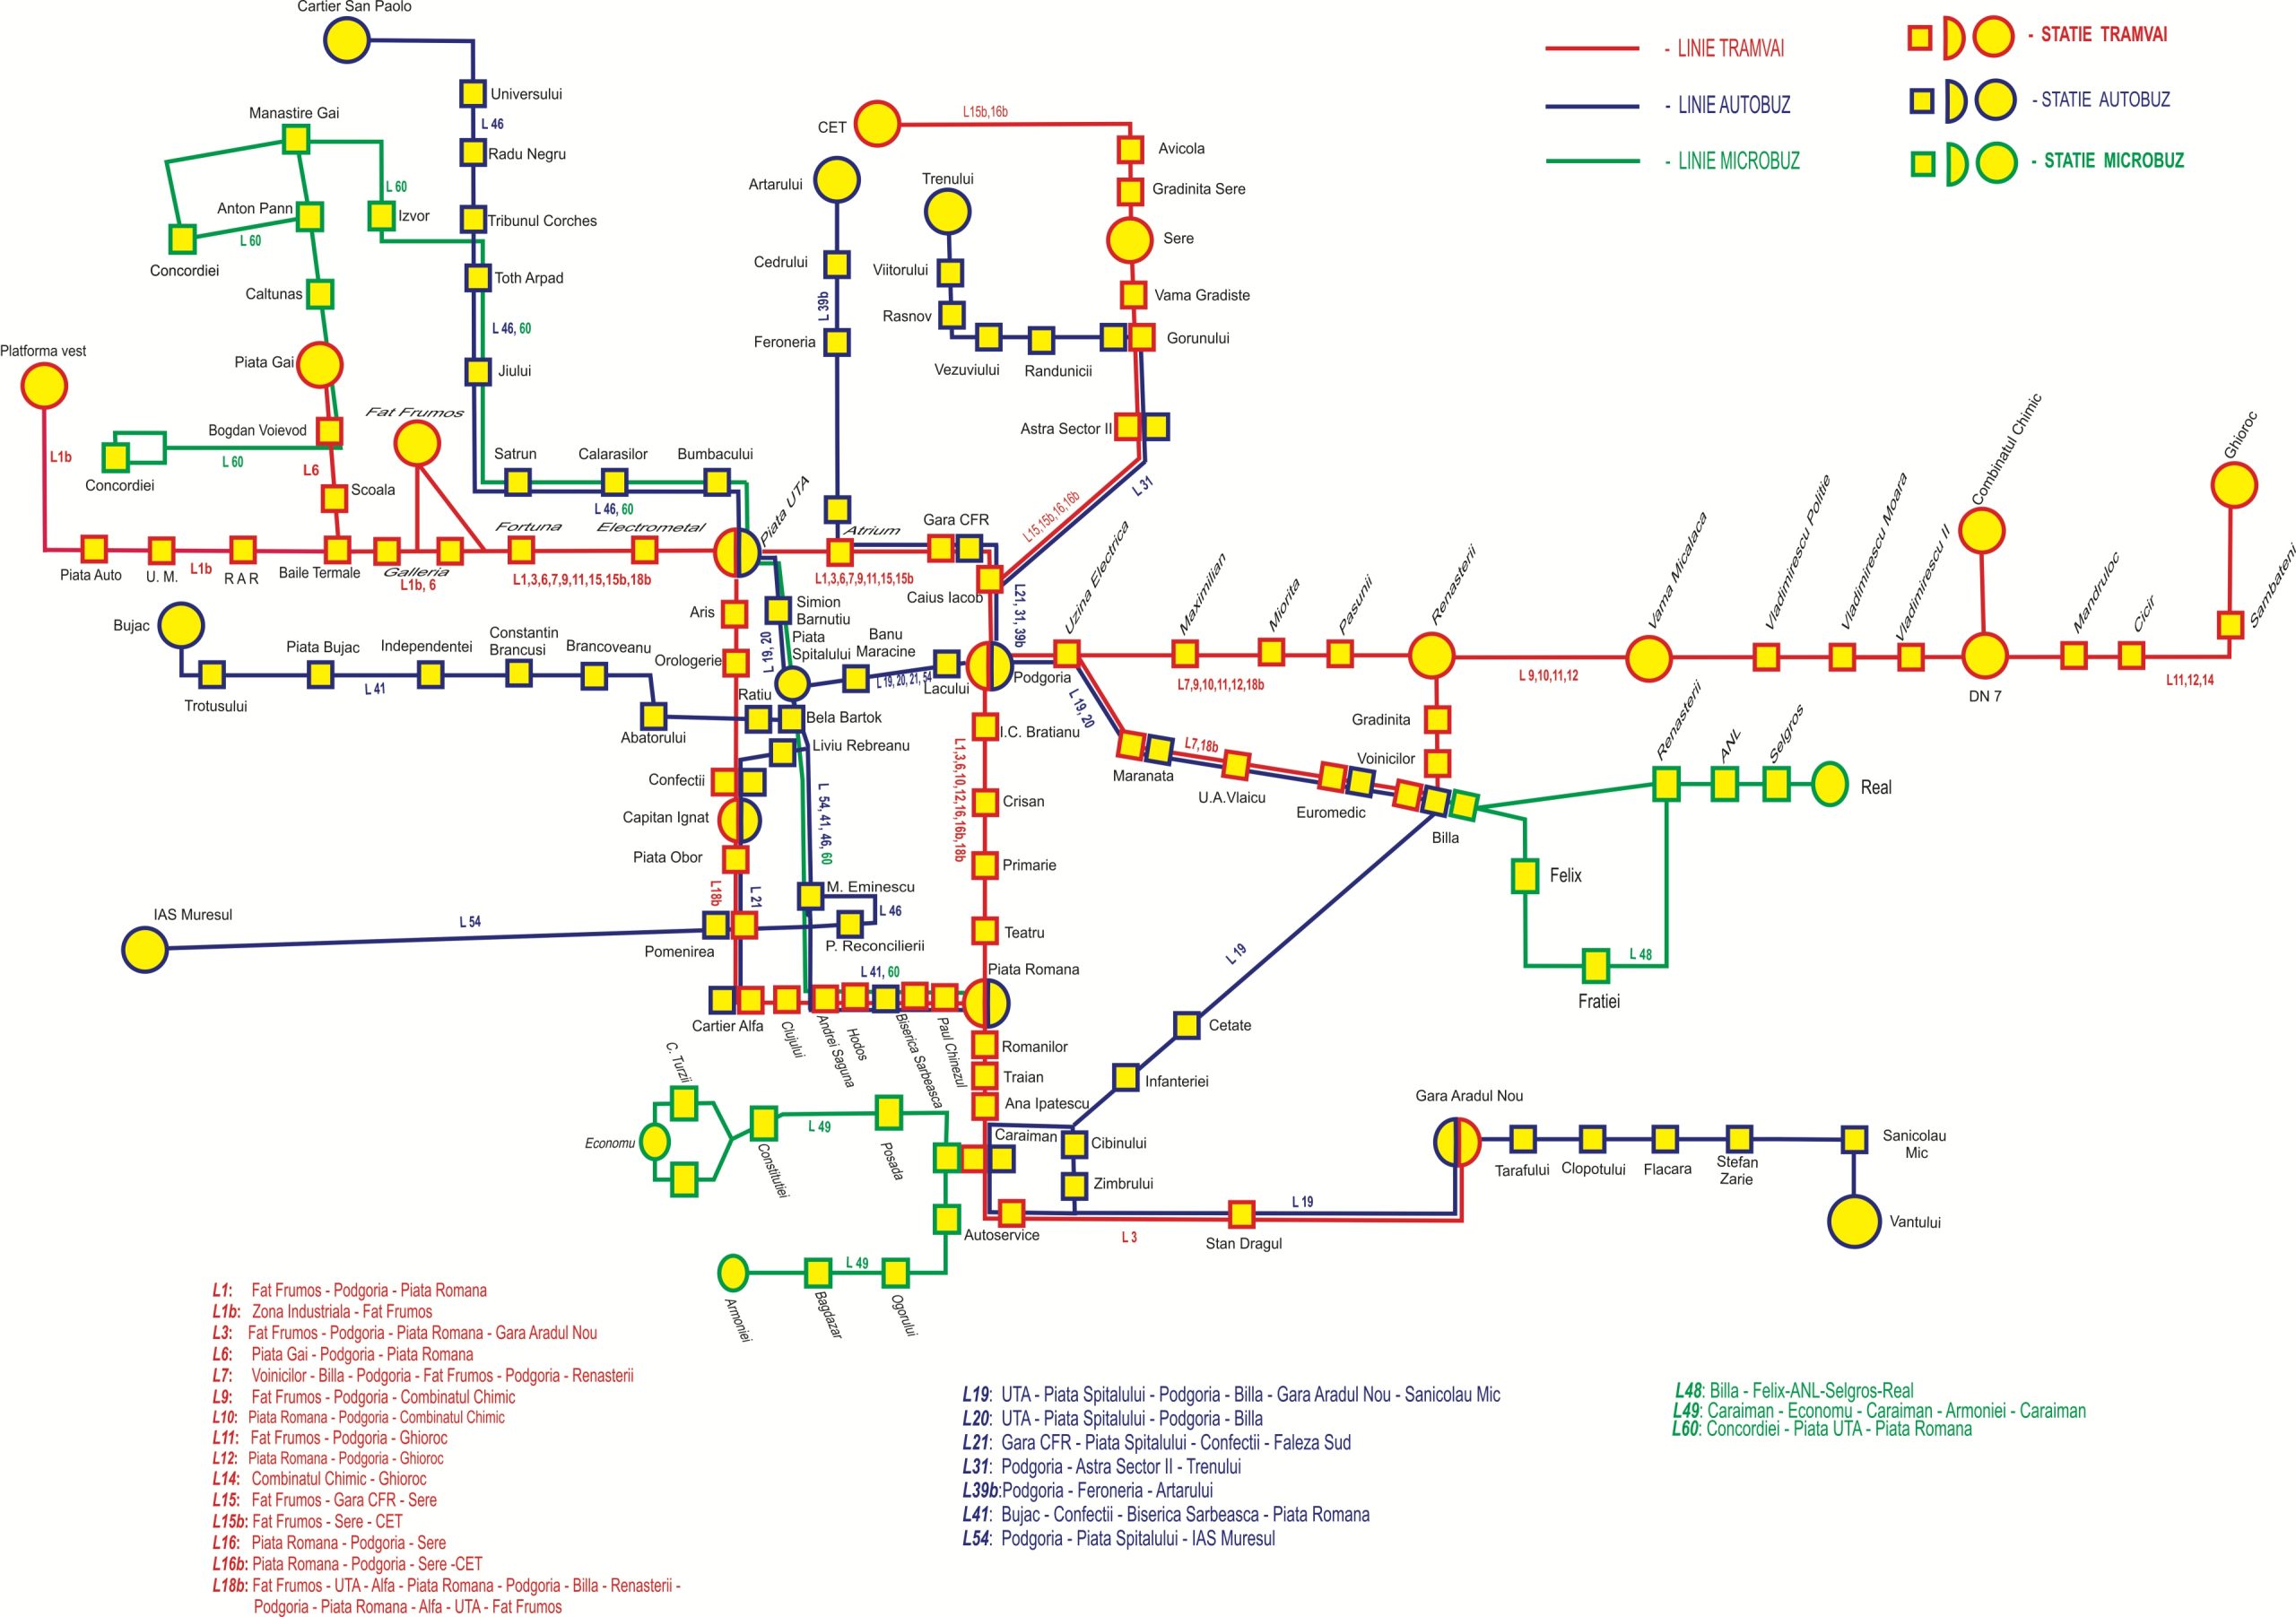 Cartier San Paolo
- LINIE TRAMVAI
- STATIE TRAMVAI
- LINIE AUTOBUZ
- STATIE AUTOBUZ
- LINIE MICROBUZ
- STATIE MICROBUZ
Universului
L 46
Radu Negru
Tribunul Corches
Toth Arpad
L 46, 60
Jiului
Manastire Gai
L 60
Anton Pann
Izvor
L 60
Concordiei
Caltunas
Piata Gai
Platforma vest
L1b
Bogdan Voievod
L 60
Concordiei
L6
Scoala
Fat Frumos
Satrun
Calarasilor
Bumbacului
L 46, 60
Piata UTA
CET
L15b,16b
Avicola
Gradinita Sere
Sere
Vama Gradiste
Gorunului
Artarului
Cedrului
L 39b
Feroneria
Trenului
Viitorului
Rasnov
Vezuviului
Randunicii
Astra Sector II
L15,15b,16,16b
L 31
Piata Auto
U. M.
L1b
R A R
Baile Termale
Galleria
L1b, 6
Fortuna
Electrometal
L1,3,6,7,9,11,15,15b,18b
Atrium
Gara CFR
L1,3,6,7,9,11,15,15b
Caius Iacob
L21, 31, 39b
Uzina Electrica
Maximilian
Miorita
Pasunii
Renasterii
Vama Micalaca
Vladimirescu Politie
Vladimirescu Moara
Vladimirescu II
Combinatul Chimic
DN 7
Mandruloc
Cicir
Sambateni
Ghioroc
L7,9,10,11,12,18b
L 9,10,11,12
L11,12,14
Bujac
Trotusului
Piata Bujac
L 41
Independentei
Constantin
Brancusi
Brancoveanu
Abatorului
Aris
Simion
Barnutiu
L 19, 20
Piata
Spitalului
Banu
Maracine
Orologerie
Ratiu
L 19, 20, 21, 54
Lacului
Podgoria
Bela Bartok
Liviu Rebreanu
Confectii
Capitan Ignat
Piata Obor
L18b
L 21
L 54, 41, 46, 60
I.C. Bratianu
L1,3,6,10,12,16,16b,18b
Crisan
Primarie
Teatru
Piata Romana
L 19, 20
Maranata
L7,18b
U.A.Vlaicu
Euromedic
Gradinita
Voinicilor
Billa
Renasterii
ANL
Selgros
Real
Felix
L 48
Fratiei
IAS Muresul
L 54
Pomenirea
M. Eminescu
L 46
P. Reconcilierii
L 41, 60
Cartier Alfa
Clujului
Andrei Saguna
Hodos
Biserica Sarbeasca
Paul Chinezul
Romanilor
Traian
Ana Ipatescu
L 19
Cetate
Infanteriei
Caraiman
Cibinului
Zimbrului
Autoservice
L 3
L 19
Stan Dragul
Gara Aradul Nou
Tarafului
Clopotului
Flacara
Stefan
Zarie
Sanicolau
Mic
Vantului
C. Turzii
Economu
Constitutiei
L 49
Posada
Armoniei
Bagdazar
L 49
Ogorului
L1: Fat Frumos - Podgoria - Piata Romana
L1b: Zona Industriala - Fat Frumos
L3: Fat Frumos - Podgoria - Piata Romana - Gara Aradul Nou
L6: Piata Gai - Podgoria - Piata Romana
L7: Voinicilor - Billa - Podgoria - Fat Frumos - Podgoria - Renasterii
L9: Fat Frumos - Podgoria - Combinatul Chimic
L10: Piata Romana - Podgoria - Combinatul Chimic
L11: Fat Frumos - Podgoria - Ghioroc
L12: Piata Romana - Podgoria - Ghioroc
L14: Combinatul Chimic - Ghioroc
L15: Fat Frumos - Gara CFR - Sere
L15b: Fat Frumos - Sere - CET
L16: Piata Romana - Podgoria - Sere
L16b: Piata Romana - Podgoria - Sere -CET
L18b: Fat Frumos - UTA - Alfa - Piata Romana - Podgoria - Billa - Renasterii -
Podgoria - Piata Romana - Alfa - UTA - Fat Frumos
L19: UTA - Piata Spitalului - Podgoria - Billa - Gara Aradul Nou - Sanicolau Mic
L20: UTA - Piata Spitalului - Podgoria - Billa
L21: Gara CFR - Piata Spitalului - Confectii - Faleza Sud
L31: Podgoria - Astra Sector II - Trenului
L39b:Podgoria - Feroneria - Artarului
L41: Bujac - Confectii - Biserica Sarbeasca - Piata Romana
L54: Podgoria - Piata Spitalului - IAS Muresul
L48: Billa - Felix-ANL-Selgros-Real
L49: Caraiman - Economu - Caraiman - Armoniei - Caraiman
L60: Concordiei - Piata UTA - Piata Romana